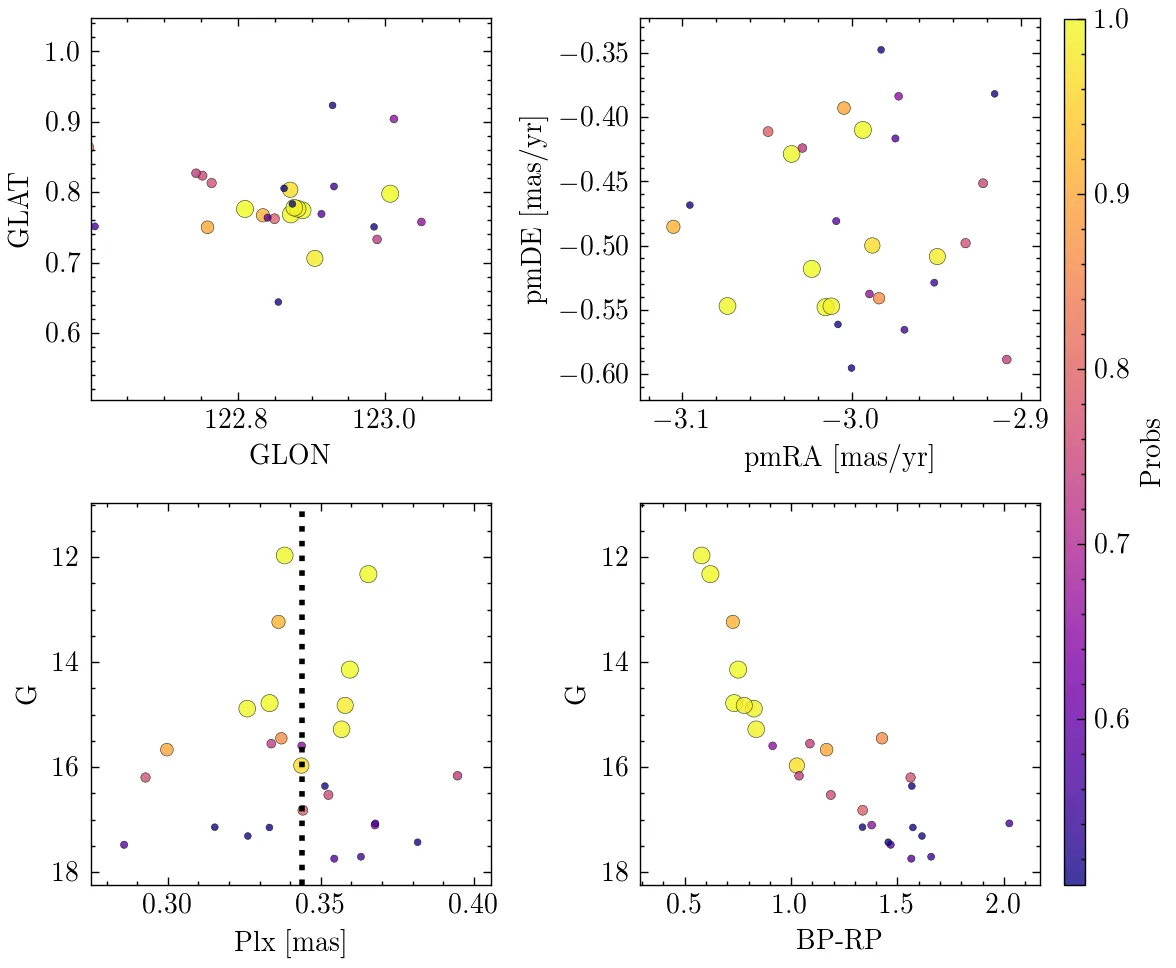 1.0
0.9
0.8
0.7
0.6
GLAT
122.8 123.0
GLON
−0.35
−0.40
−0.45
−0.50
−0.55
−0.60
pmDE [mas/yr]
−3.1 −3.0 −2.9
pmRA [mas/yr]
12
14
16
18
G
0.30 0.35 0.40
Plx [mas]
12
14
16
18
G
0.5 1.0 1.5 2.0
BP-RP
1.0
0.9
0.8
0.7
0.6
Probs